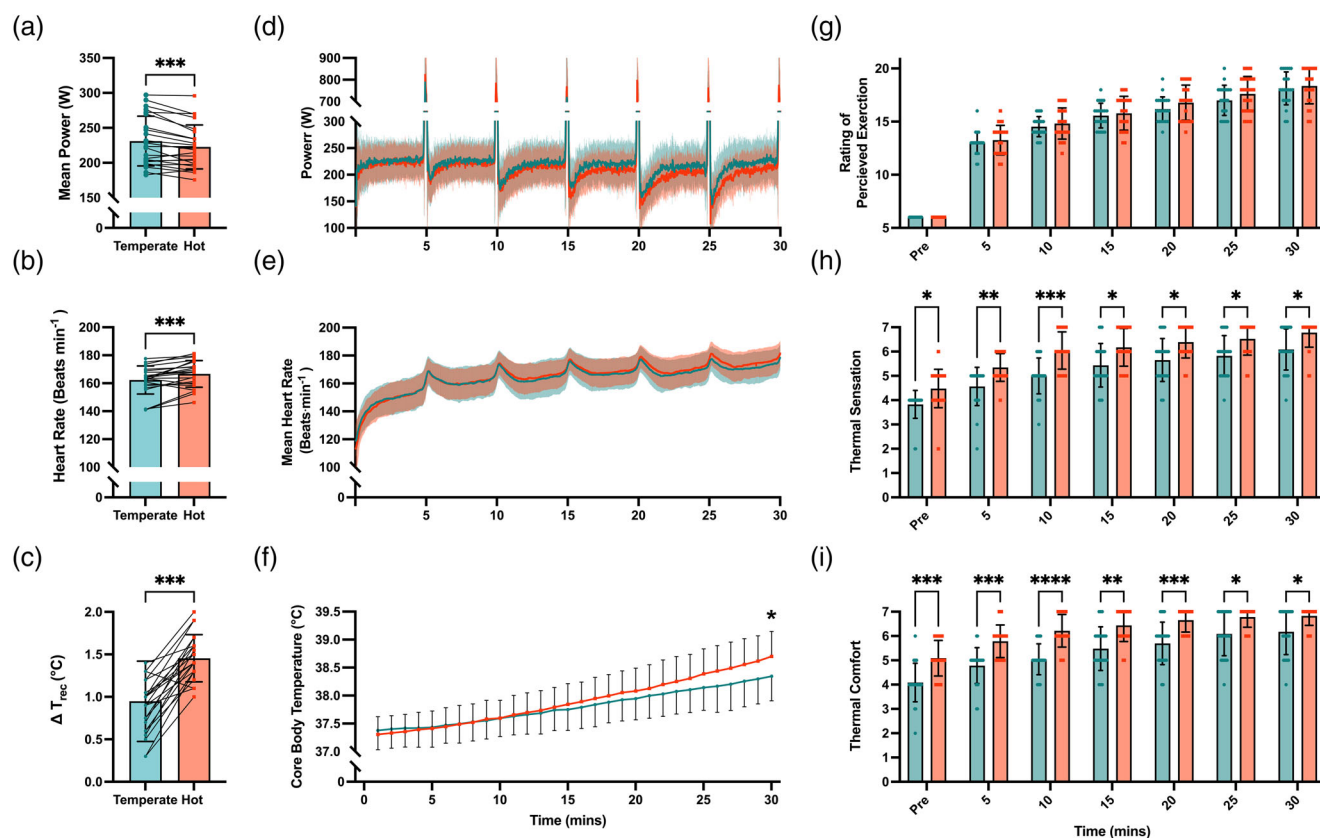 (a)
350
300
250
200
150
0
Mean Power (W)
***
Temperate Hot
(d)
900
800
700
300
250
200
150
100
Powerr (W)
5 10 15 20 25 30
(g)
20
15
10
5
Rating of
Percieved Exerction
Pre 5 10 15 20 25 30
(b)
200
180
160
140
120
100
0
Heart Rate (Beats min⁻¹)
***
Temperate Hot
(e)
200
180
160
140
120
100
0
Mean Heart Rate
(Beats·min⁻¹)
5 10 15 20 25 30
(h)
7
6
5
4
3
2
1
0
Thermal Sensation
* ** *** * * * *
Pre 5 10 15 20 25 30
(c)
2.0
1.5
1.0
0.5
0.0
Δ Trec (°C)
***
Temperate Hot
(f)
39.5
39.0
38.5
38.0
37.5
37.0
0
Core Body Temperature (°C)
*
0 5 10 15 20 25 30
Time (mins)
(i)
7
6
5
4
3
2
1
0
Thermal Comfort
*** *** **** ** *** * *
Pre 5 10 15 20 25 30
Time (mins)